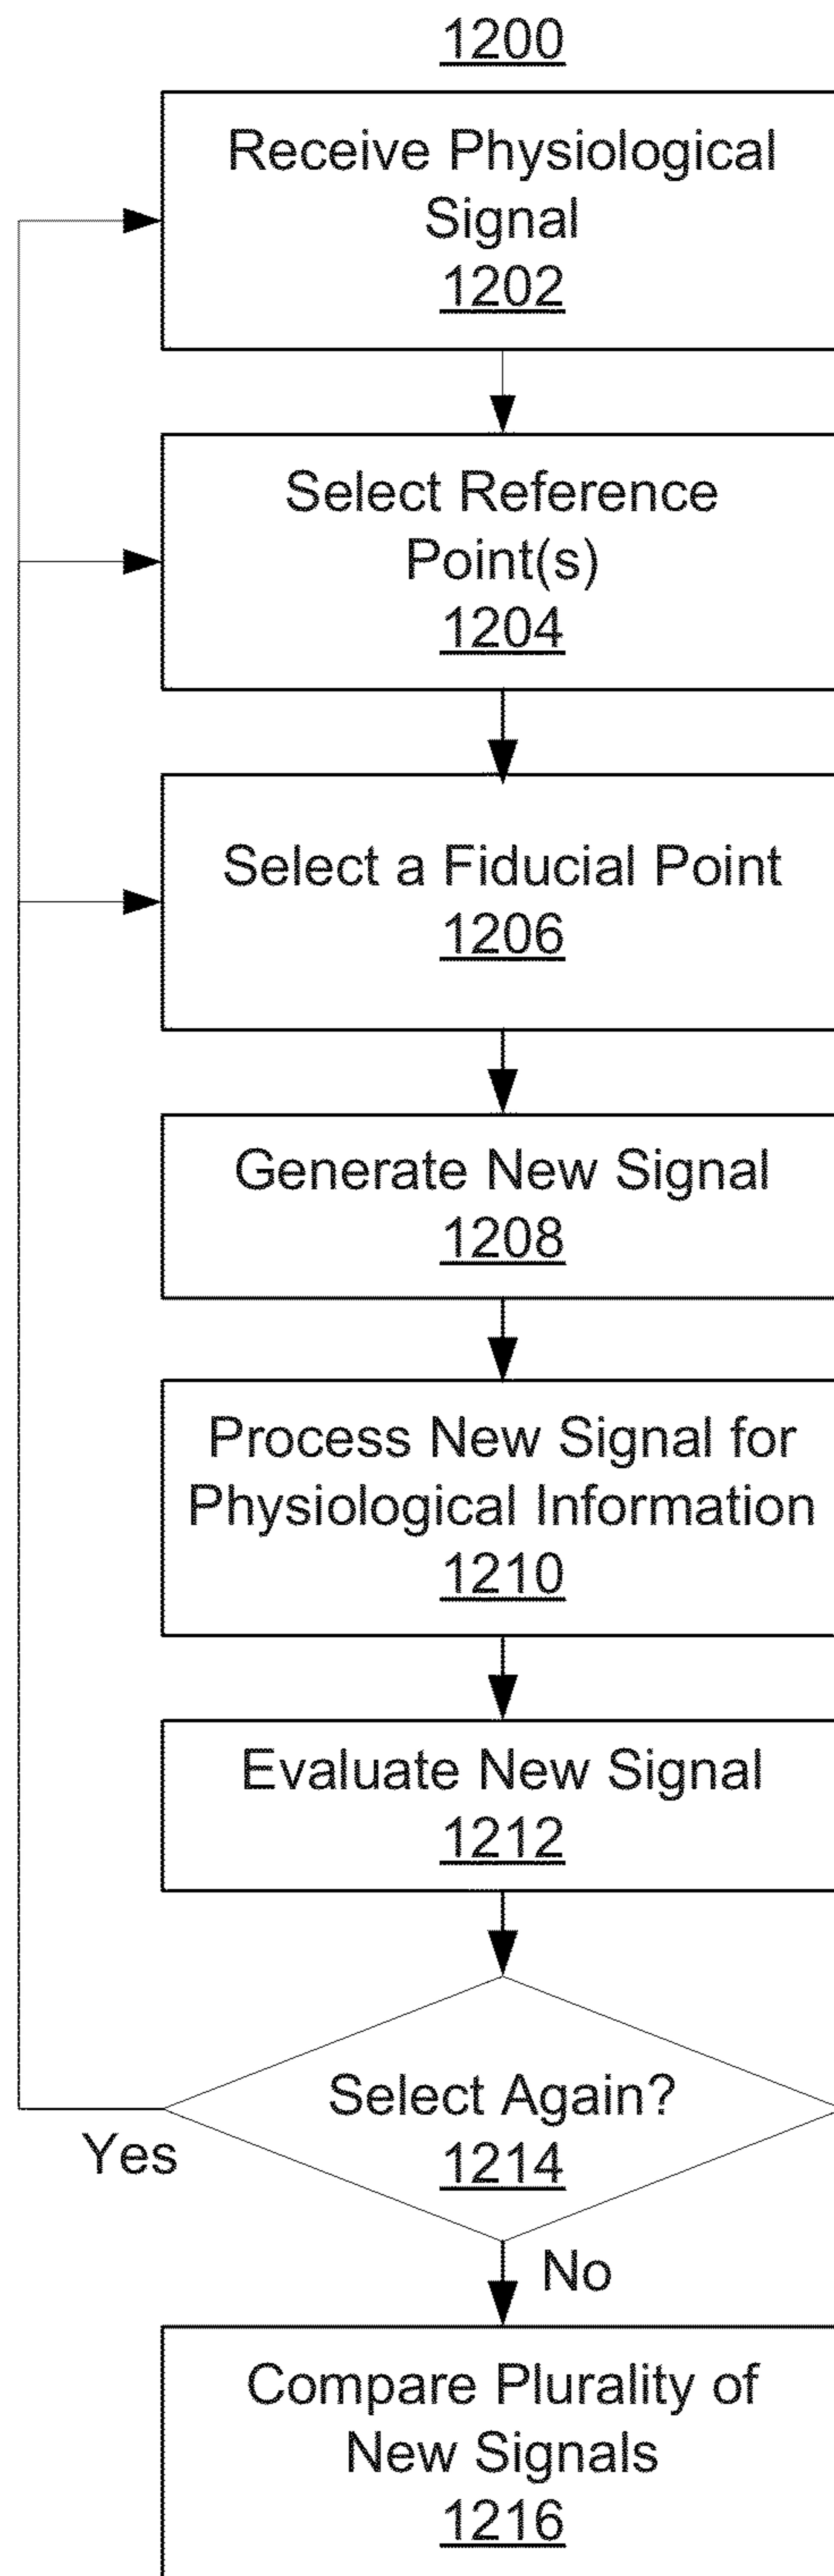 1200
Receive Physiological
Signal
1202
Select Reference
Point(s)
1204
Select a Fiducial Point
1206
Generate New Signal
1208
Process New Signal for
Physiological Information
1210
Evaluate New Signal
1212
Select Again?
1214
Yes
No
Compare Plurality of
New Signals
1216